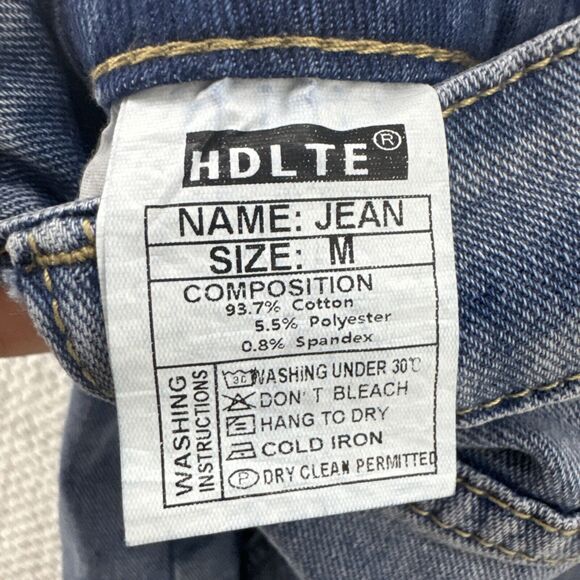 HDLTE®
NAME: JEAN
SIZE: M
COMPOSITION
93.7% Cotton
5.5% Polyester
0.8% Spandex
WASHING INSTRUCTIONS
30 WASHING UNDER 30℃
DON'T BLEACH
HANG TO DRY
COLD IRON
P DRY CLEAN PERMITTED